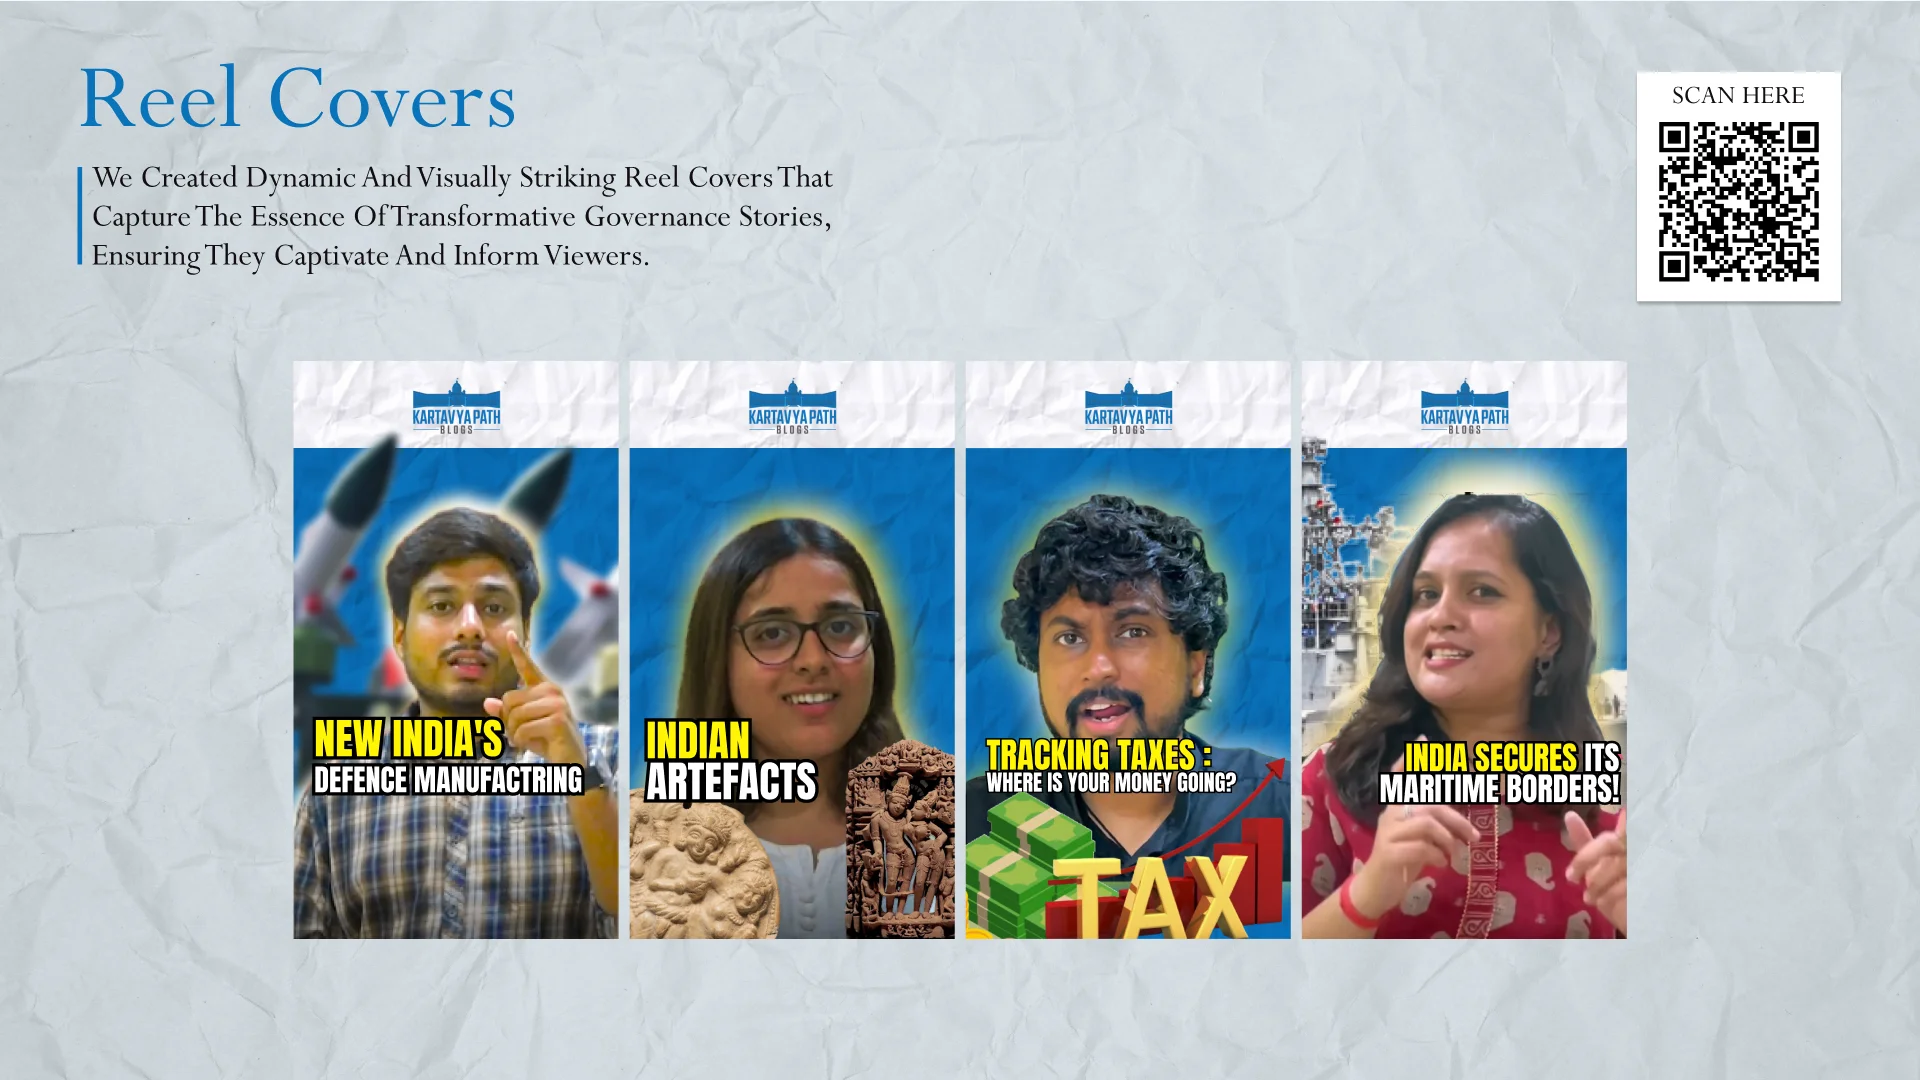 Reel Covers
We Created Dynamic And Visually Striking Reel Covers That
Capture The Essence Of Transformative Governance Stories,
Ensuring They Captivate And Inform Viewers.
SCAN HERE
KARTAVYA PATH
BLOGS
NEW INDIA'S
DEFENCE MANUFACTRING
KARTAVYA PATH
BLOGS
INDIAN
ARTEFACTS
KARTAVYA PATH
BLOGS
TRACKING TAXES :
WHERE IS YOUR MONEY GOING?
TAX
KARTAVYA PATH
BLOGS
INDIA SECURES ITS
MARITIME BORDERS!